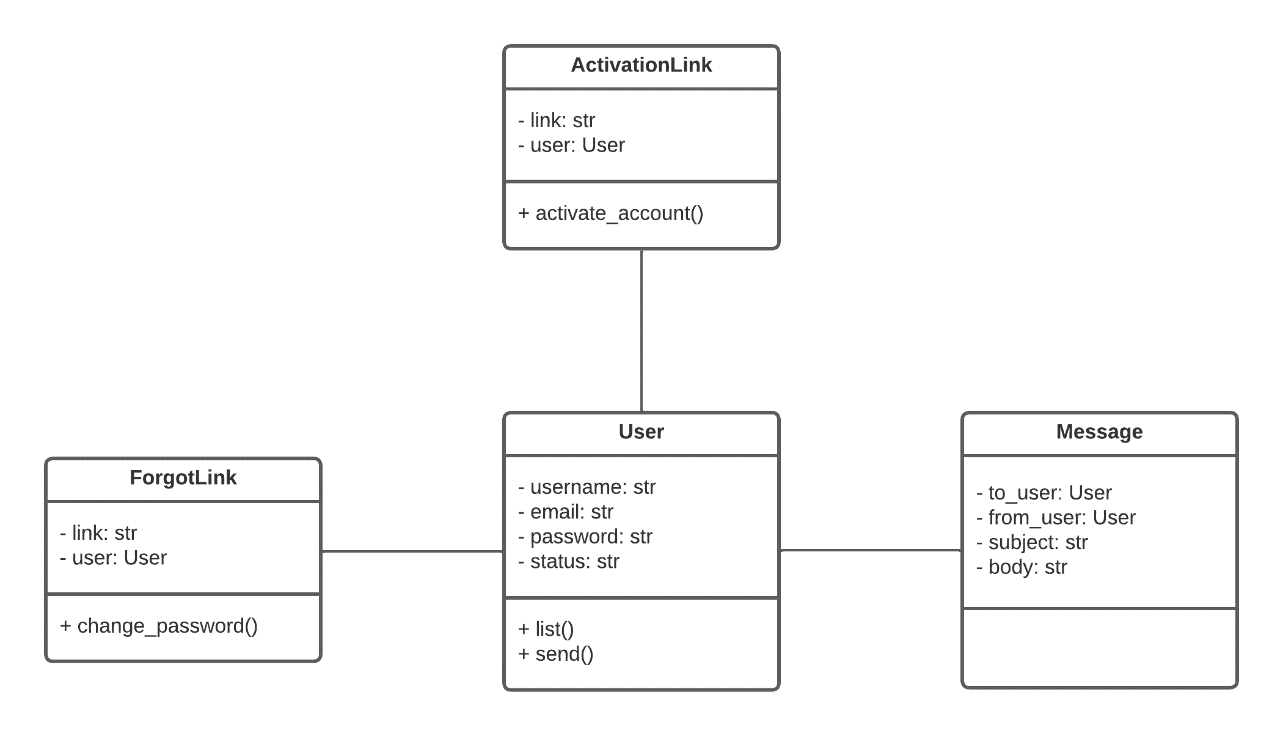 ActivationLink
- link: str
- user: User
+ activate_account()
User
- username: str
- email: str
- password: str
- status: str
+ list()
+ send()
ForgotLink
- link: str
- user: User
+ change_password()
Message
- to_user: User
- from_user: User
- subject: str
- body: str